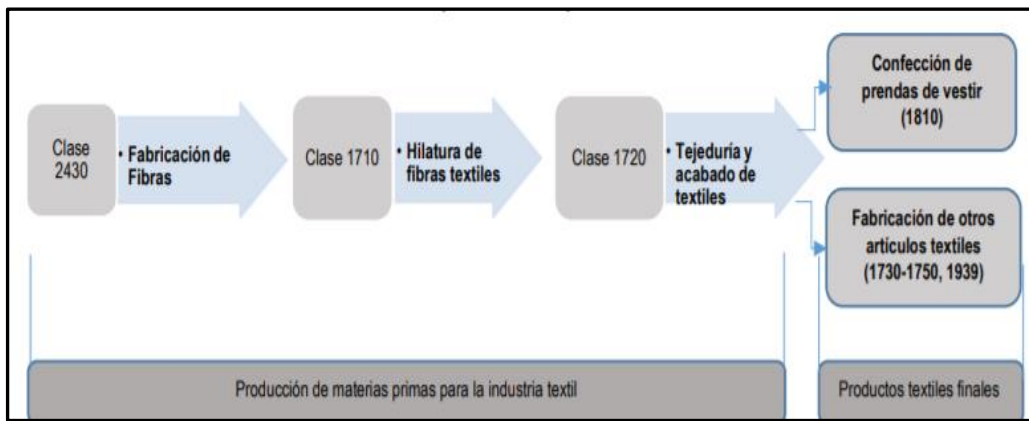 Clase
2430
• Fabricación de
Fibras
Clase 1710
• Hilatura de
fibras textiles
Clase 1720
• Tejeduría y
acabado de
textiles
Confección de
prendas de vestir
(1810)
Fabricación de otros
artículos textiles
(1730-1750, 1939)
Producción de materias primas para la industria textil
Productos textiles finales